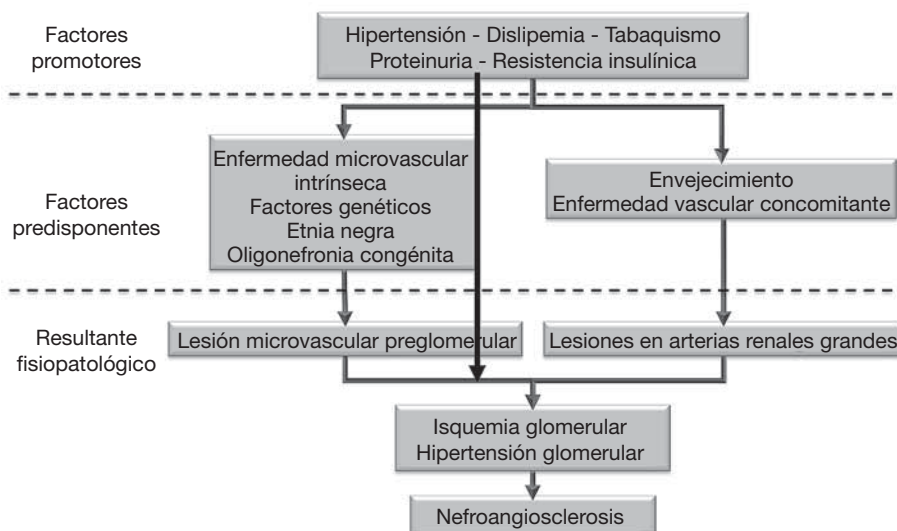 Factores
promotores
Hipertensión - Dislipemia - Tabaquismo
Proteinuria - Resistencia insulínica
Factores
predisponentes
Enfermedad microvascular
intrínseca
Factores genéticos
Etnia negra
Oligonefronia congénita
Envejecimiento
Enfermedad vascular concomitante
Resultante
fisiopatológico
Lesión microvascular preglomerular
Lesiones en arterias renales grandes
Isquemia glomerular
Hipertensión glomerular
Nefroangiosclerosis